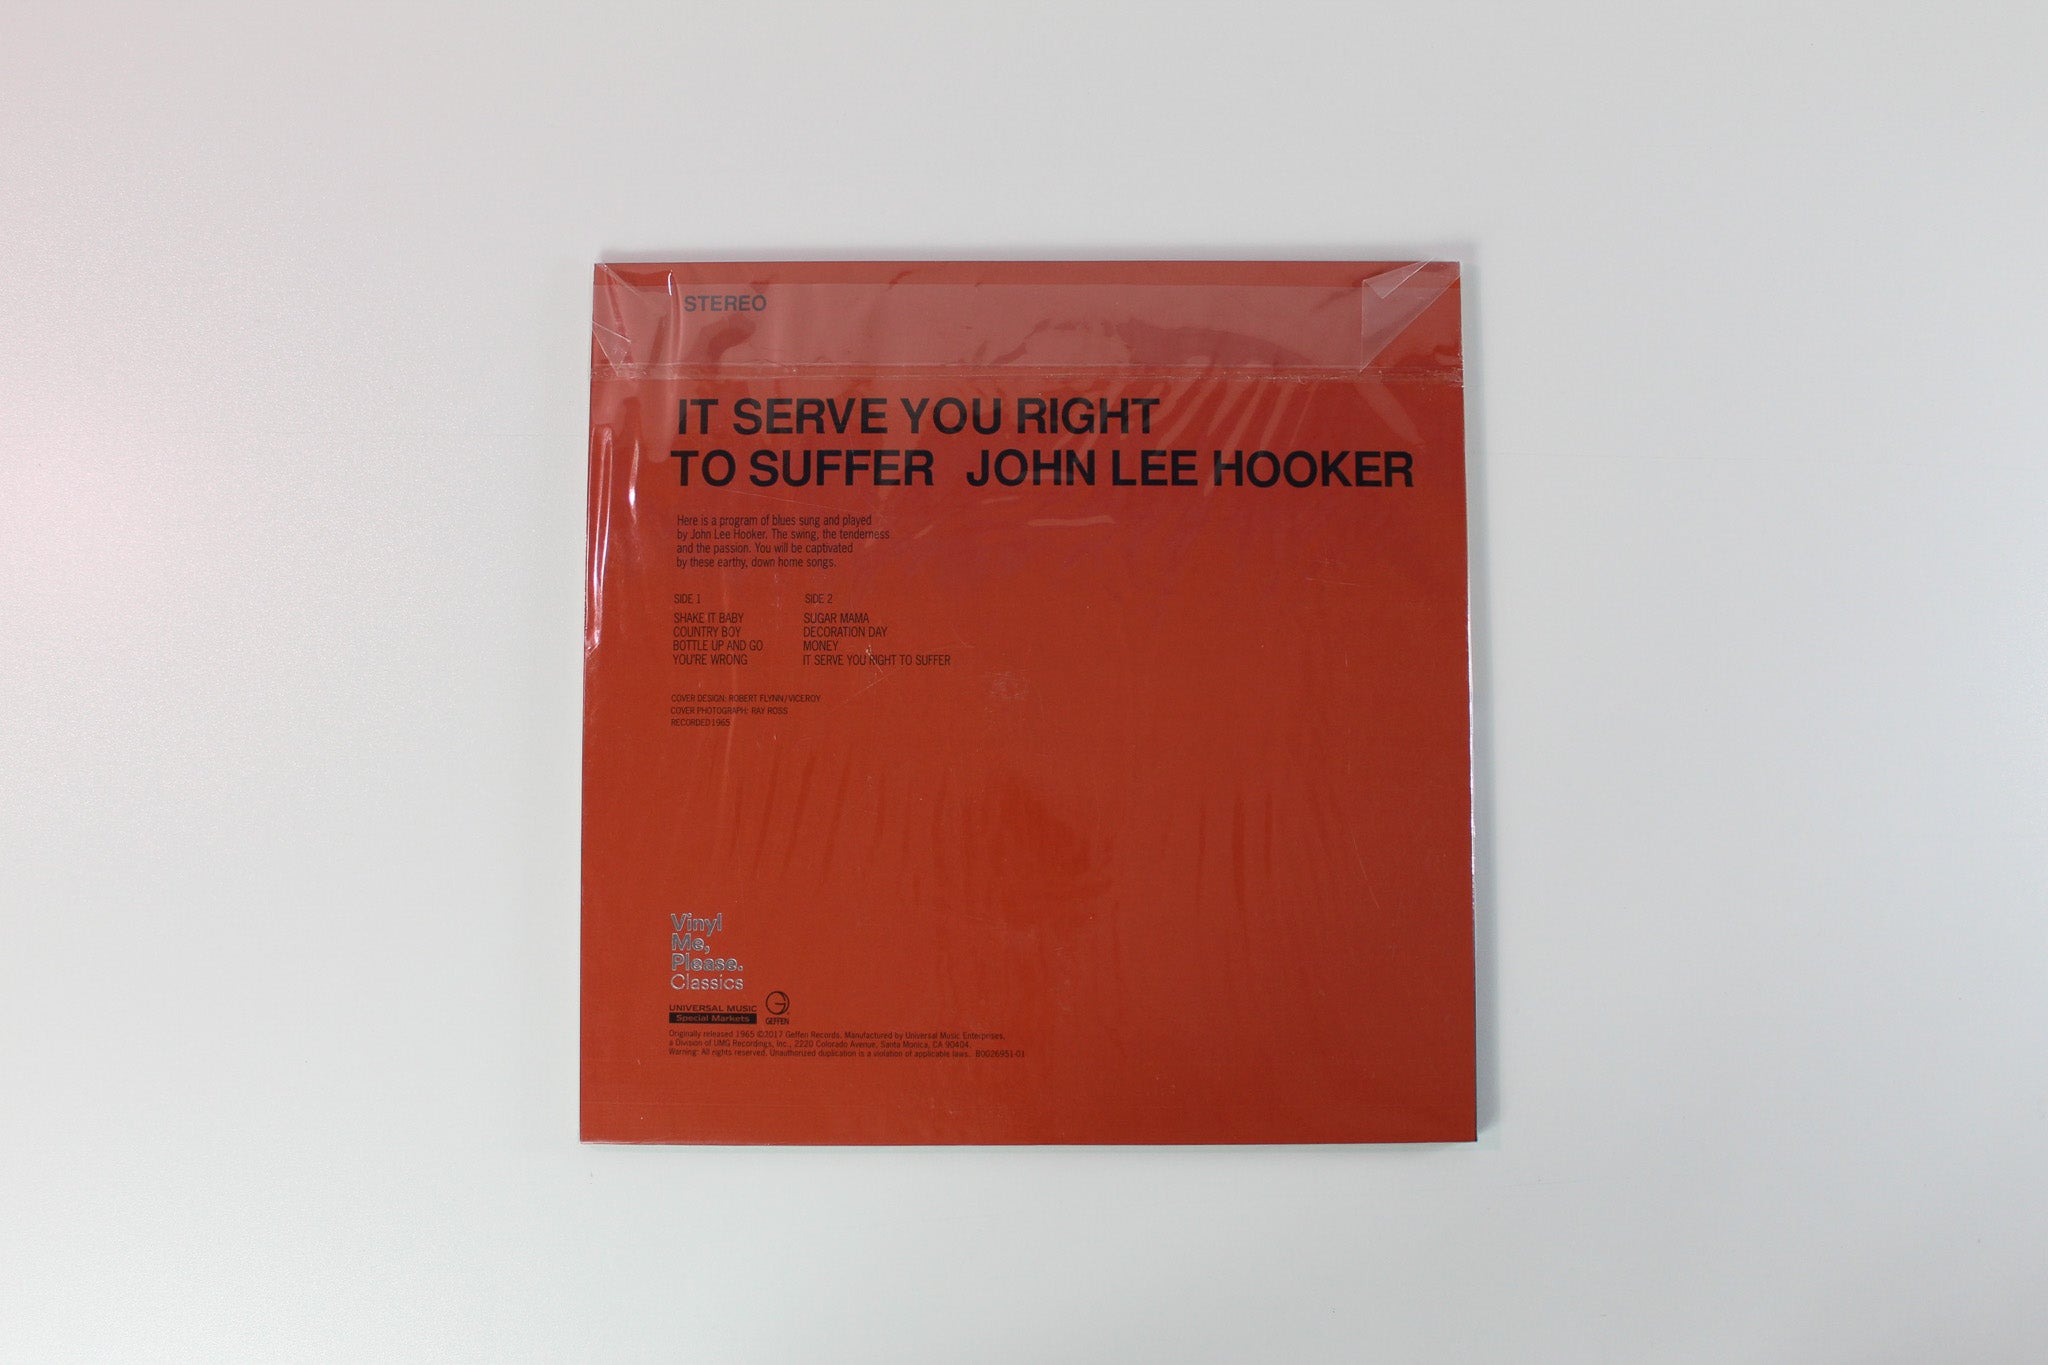 STEREO
IT SERVE YOU RIGHT
TO SUFFER JOHN LEE HOOKER
Here is a program of blues sung and played
by John Lee Hooker. The swing, the tenderness
and the passion. You will be captivated
by these earthy, down home songs.
SIDE 1
SHAKE IT BABY
COUNTRY BOY
BOTTLE UP AND GO
YOU'RE WRONG
SIDE 2
SUGAR MAMA
DECORATION DAY
MONEY
IT SERVE YOU RIGHT TO SUFFER
COVER DESIGN: ROBERT FLYNN/VICEROY
COVER PHOTOGRAPH: RAY ROSS
RECORDED 1965
Vinyl
Me,
Please.
Classics
UNIVERSAL MUSIC
Special Markets
GEFFEN
Originally released 1965 ©2017 Geffen Records. Manufactured by Universal Music Enterprises,
a Division of UMG Recordings, Inc., 2220 Colorado Avenue, Santa Monica, CA 90404.
Warning: All rights reserved. Unauthorized duplication is a violation of applicable laws. B0026951-01